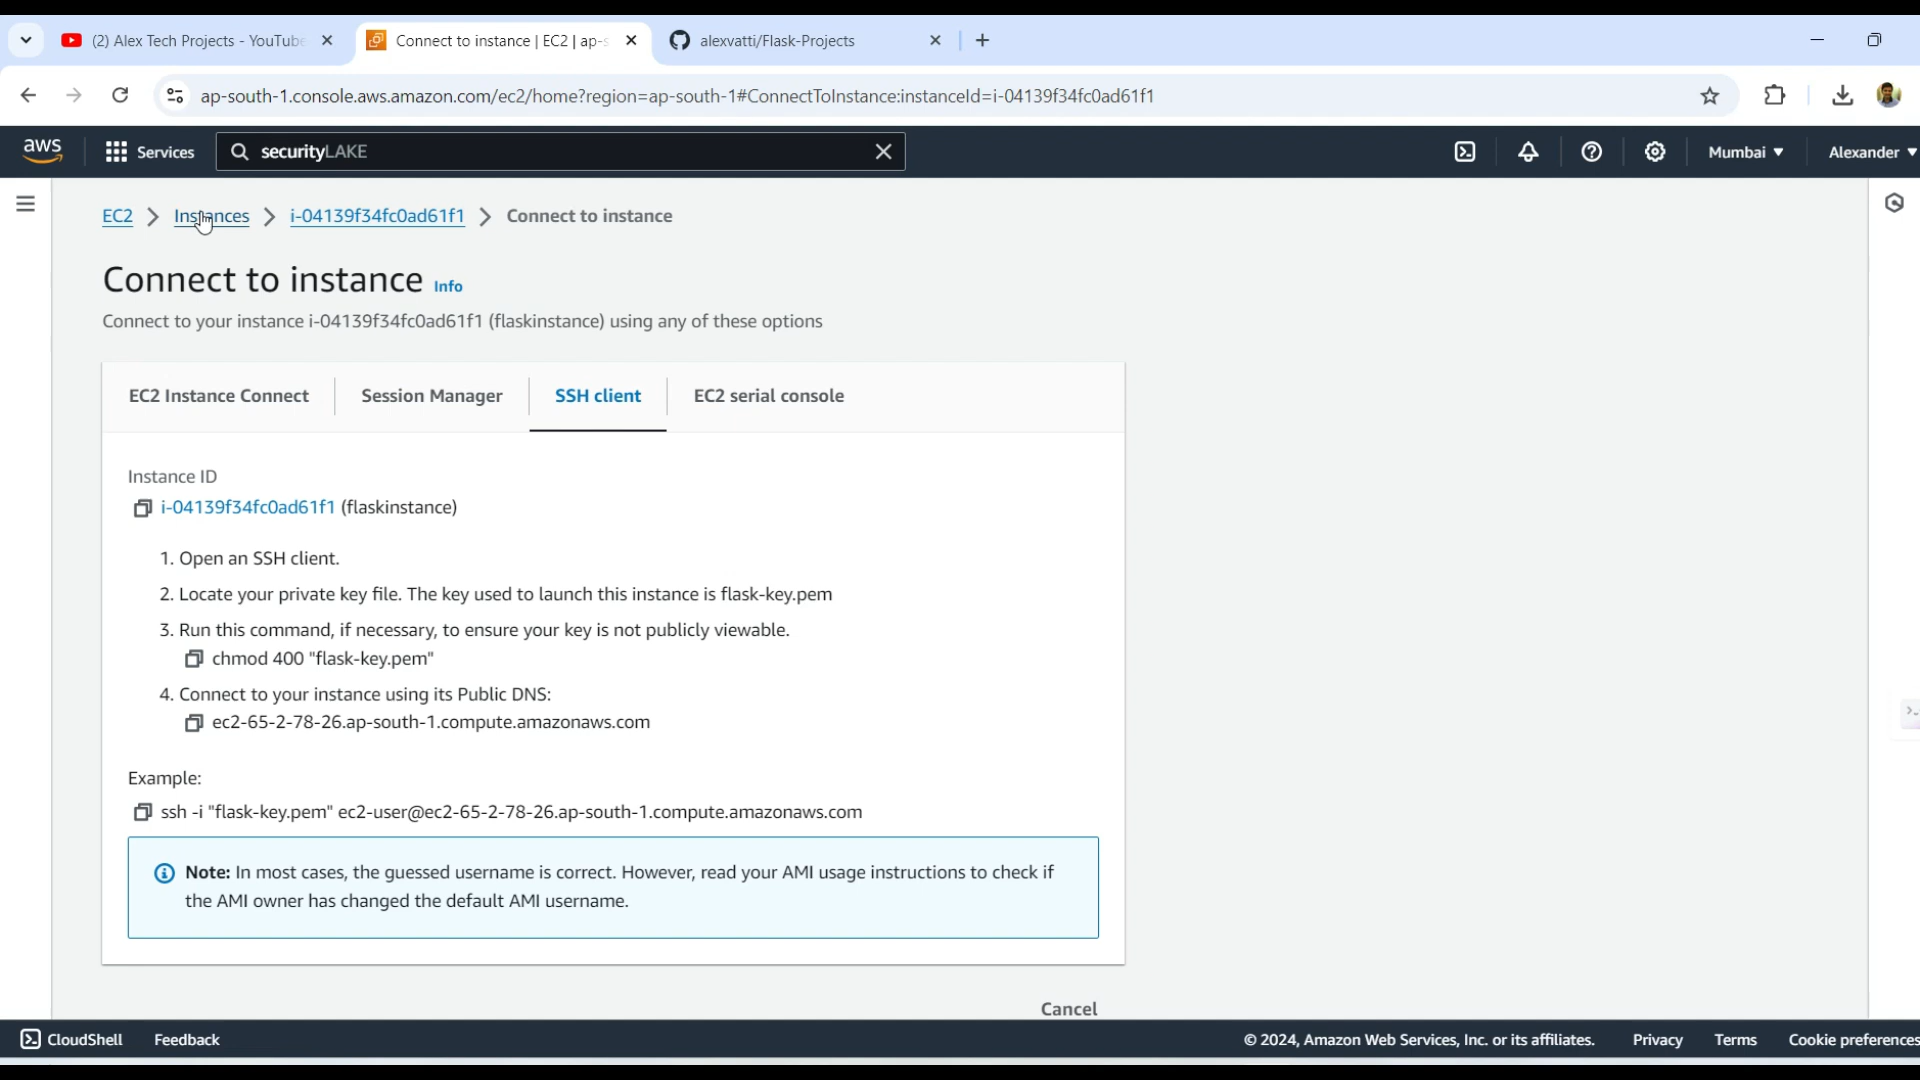 (2) Alex Tech Projects - YouTube
Connect to instance | EC2 | ap-s
alexvatti/Flask-Projects
ap-south-1.console.aws.amazon.com/ec2/home?region=ap-south-1#ConnectToInstance:instanceId=i-04139f34fc0ad61f1
aws
Services
securityLAKE
Mumbai
Alexander
EC2 > Instances > i-04139f34fc0ad61f1 > Connect to instance
Connect to instance Info
Connect to your instance i-04139f34fc0ad61f1 (flaskinstance) using any of these options
EC2 Instance Connect
Session Manager
SSH client
EC2 serial console
Instance ID
i-04139f34fc0ad61f1 (flaskinstance)
1. Open an SSH client.
2. Locate your private key file. The key used to launch this instance is flask-key.pem
3. Run this command, if necessary, to ensure your key is not publicly viewable.
chmod 400 "flask-key.pem"
4. Connect to your instance using its Public DNS:
ec2-65-2-78-26.ap-south-1.compute.amazonaws.com
Example:
ssh -i "flask-key.pem" ec2-user@ec2-65-2-78-26.ap-south-1.compute.amazonaws.com
Note: In most cases, the guessed username is correct. However, read your AMI usage instructions to check if
the AMI owner has changed the default AMI username.
Cancel
CloudShell
Feedback
© 2024, Amazon Web Services, Inc. or its affiliates.
Privacy
Terms
Cookie preferences